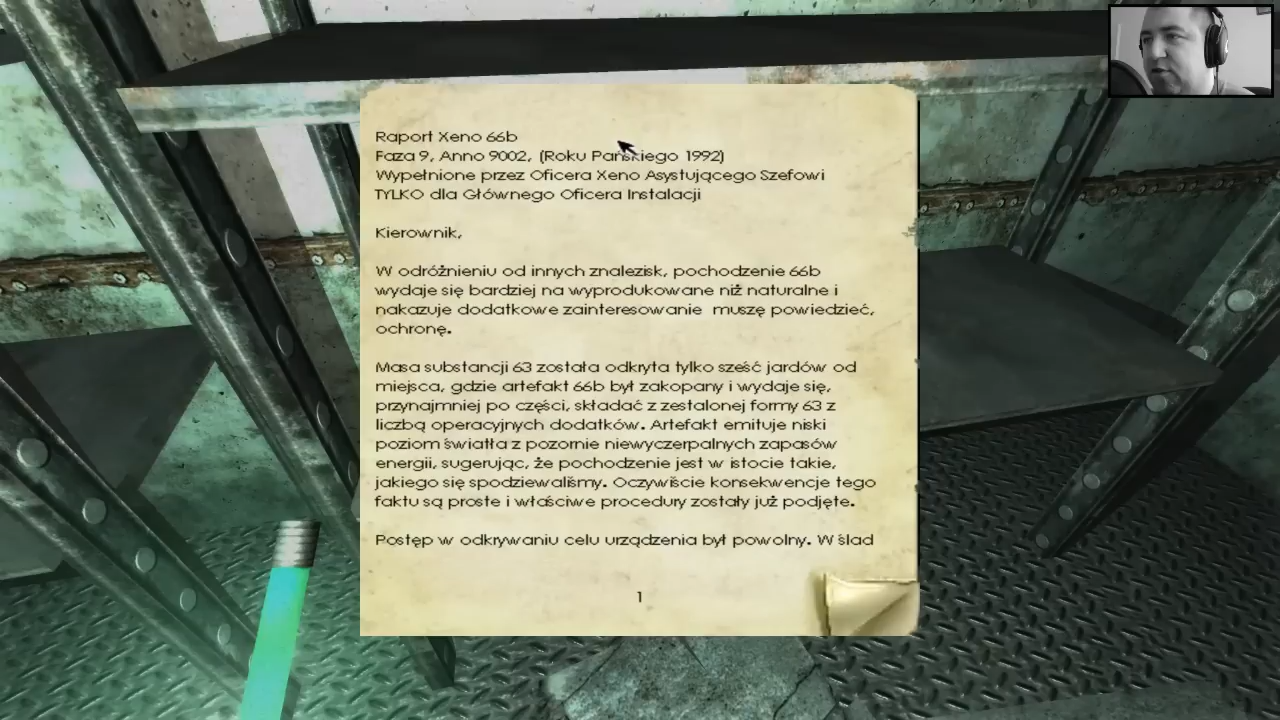 Raport Xeno 66b
Faza 9, Anno 9002, (Roku Pańskiego 1992)
Wypełnione przez Oficera Xeno Asystującego Szefowi
TYLKO dla Głównego Oficera Instalacji
Kierownik,
W odróżnieniu od innych znalezisk, pochodzenie 66b
wydaje się bardziej na wyprodukowane niż naturalne i
nakazuje dodatkowe zainteresowanie muszę powiedzieć,
ochronę.
Masa substancji 63 została odkryta tylko sześć jardów od
miejsca, gdzie artefakt 66b był zakopany i wydaje się,
przynajmniej po części, składać z zestalonej formy 63 z
liczbą operacyjnych dodatków. Artefakt emituje niski
poziom światła z pozornie niewyczerpalnych zapasów
energii, sugerując, że pochodzenie jest w istocie takie,
jakiego się spodziewaliśmy. Oczywiście konsekwencje tego
faktu są proste i właściwe procedury zostały już podjęte.
Postęp w odkrywaniu celu urządzenia był powolny. W ślad
1